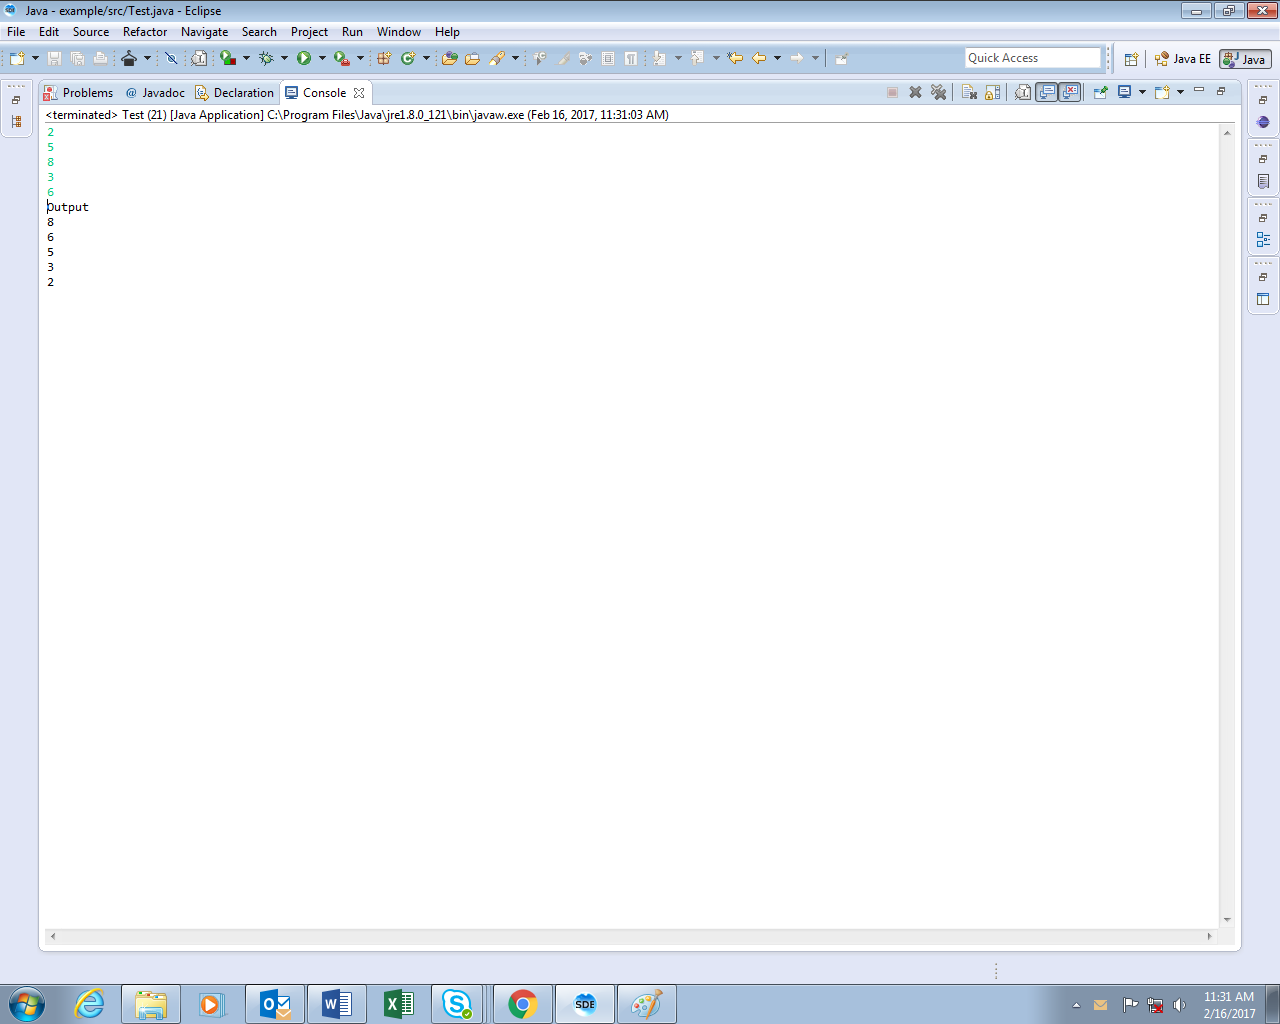 Java - example/src/Test.java - Eclipse
File Edit Source Refactor Navigate Search Project Run Window Help
Quick Access
Java EE
Java
Problems @ Javadoc Declaration Console
<terminated> Test (21) [Java Application] C:\Program Files\Java\jre1.8.0_121\bin\javaw.exe (Feb 16, 2017, 11:31:03 AM)
2
5
8
3
6
Output
8
6
5
3
2
SDE
11:31 AM
2/16/2017